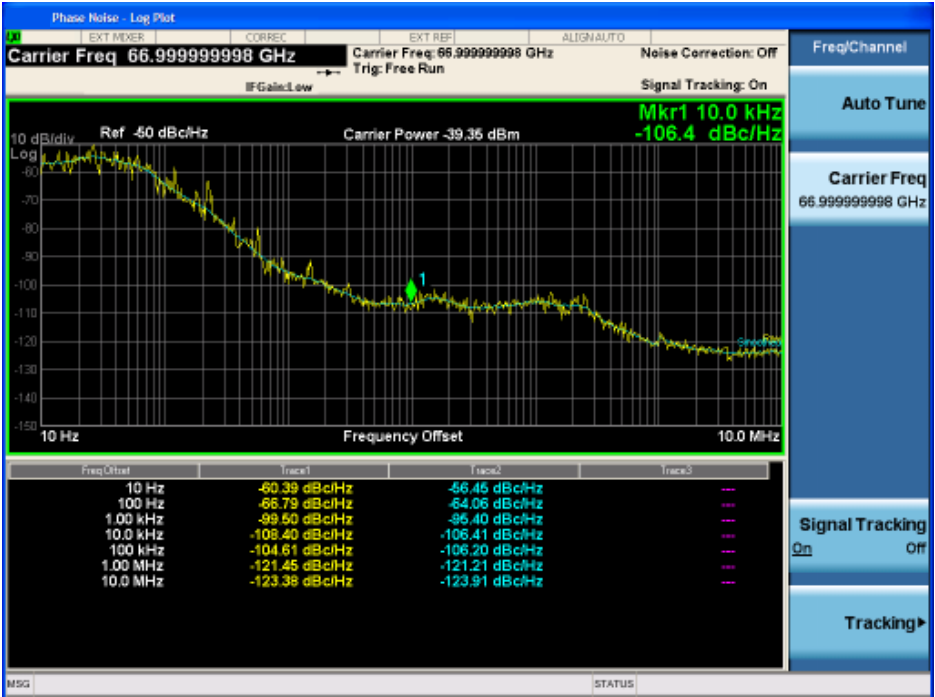 Phase Noise - Log Plot
EXT MIXER CORREC EXT REF ALIGN AUTO
Carrier Freq 66.999999998 GHz
Carrier Freq: 66.999999998 GHz
Trig: Free Run
IFGain:Low
Noise Correction: Off
Signal Tracking: On
Mkr1 10.0 kHz
-106.4 dBc/Hz
10 dB/div Ref -50 dBc/Hz Carrier Power -39.35 dBm
Log
-60
-70
-80
-90
-100
1
-110
-120
-130
-140
-150
10 Hz Frequency Offset 10.0 MHz
Freq Offset Trace1 Trace2 Trace3
10 Hz -60.39 dBc/Hz -56.45 dBc/Hz ---
100 Hz -66.79 dBc/Hz -64.06 dBc/Hz ---
1.00 kHz -99.50 dBc/Hz -95.40 dBc/Hz ---
10.0 kHz -108.40 dBc/Hz -106.41 dBc/Hz ---
100 kHz -104.61 dBc/Hz -106.20 dBc/Hz ---
1.00 MHz -121.45 dBc/Hz -121.21 dBc/Hz ---
10.0 MHz -123.38 dBc/Hz -123.91 dBc/Hz ---
MSG STATUS
Freq/Channel
Auto Tune
Carrier Freq
66.999999998 GHz
Signal Tracking
On Off
Tracking